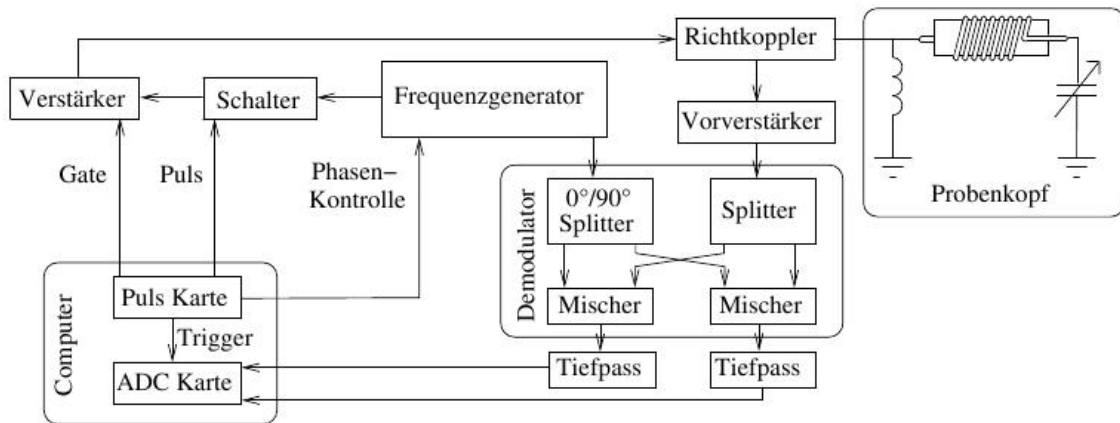 Richtkoppler
Verstärker
Schalter
Frequenzgenerator
Vorverstärker
Gate
Puls
Phasen–
Kontrolle
Probenkopf
Demodulator
0°/90°
Splitter
Splitter
Mischer
Mischer
Computer
Puls Karte
Trigger
ADC Karte
Tiefpass
Tiefpass